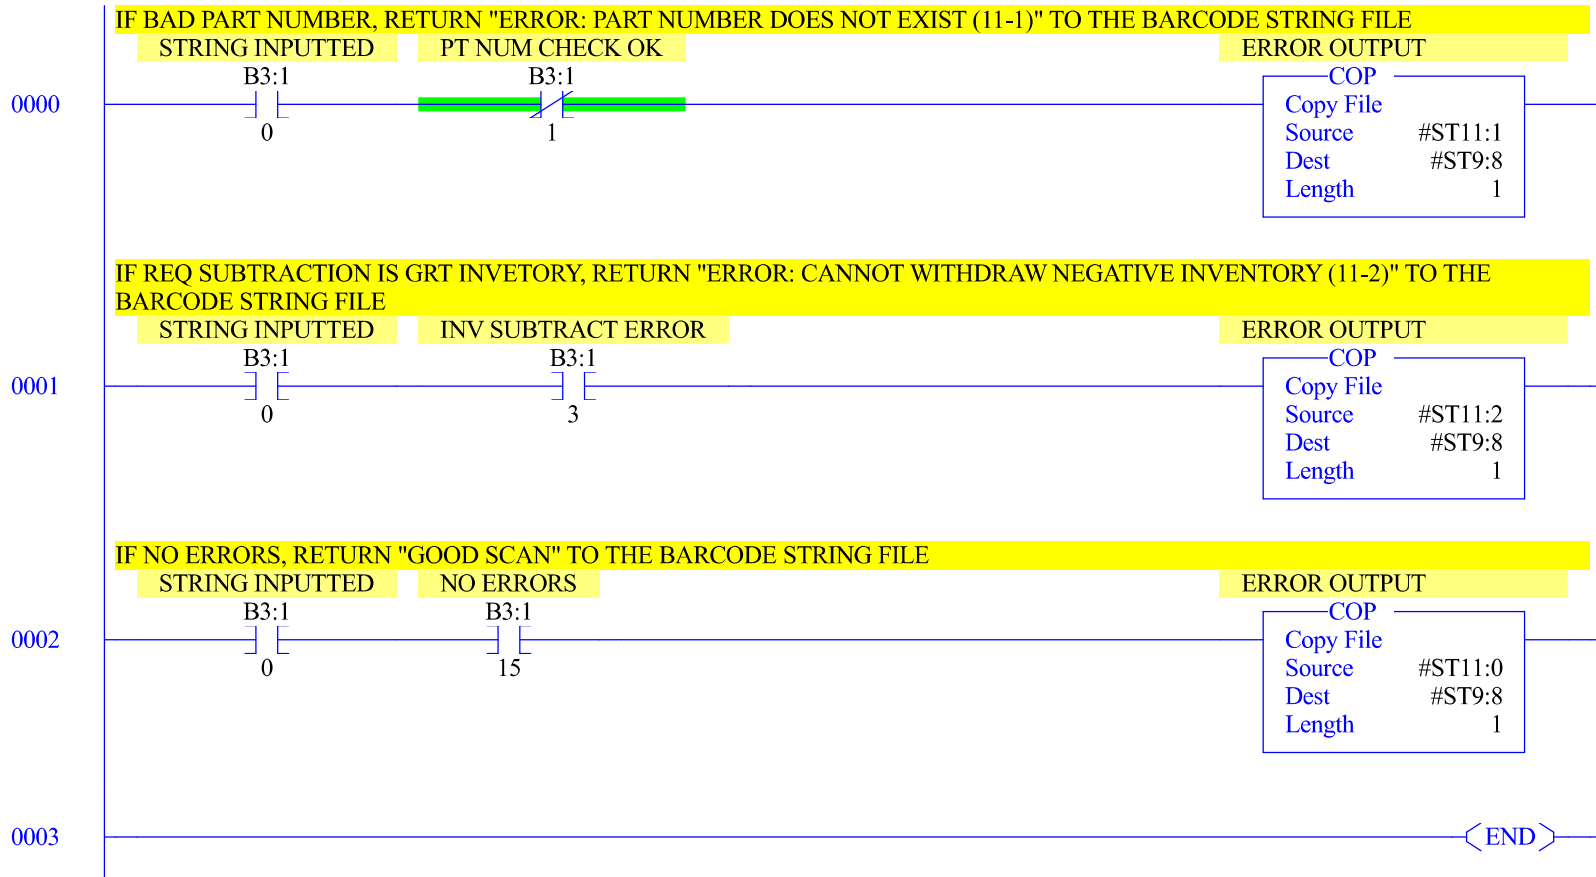 IF BAD PART NUMBER, RETURN "ERROR: PART NUMBER DOES NOT EXIST (11-1)" TO THE BARCODE STRING FILE
STRING INPUTTED PT NUM CHECK OK ERROR OUTPUT
B3:1 B3:1 COP
0000 Copy File
0 1 Source #ST11:1
Dest #ST9:8
Length 1
IF REQ SUBTRACTION IS GRT INVETORY, RETURN "ERROR: CANNOT WITHDRAW NEGATIVE INVENTORY (11-2)" TO THE
BARCODE STRING FILE
STRING INPUTTED INV SUBTRACT ERROR ERROR OUTPUT
B3:1 B3:1 COP
0001 Copy File
0 3 Source #ST11:2
Dest #ST9:8
Length 1
IF NO ERRORS, RETURN "GOOD SCAN" TO THE BARCODE STRING FILE
STRING INPUTTED NO ERRORS ERROR OUTPUT
B3:1 B3:1 COP
0002 Copy File
0 15 Source #ST11:0
Dest #ST9:8
Length 1
0003 END